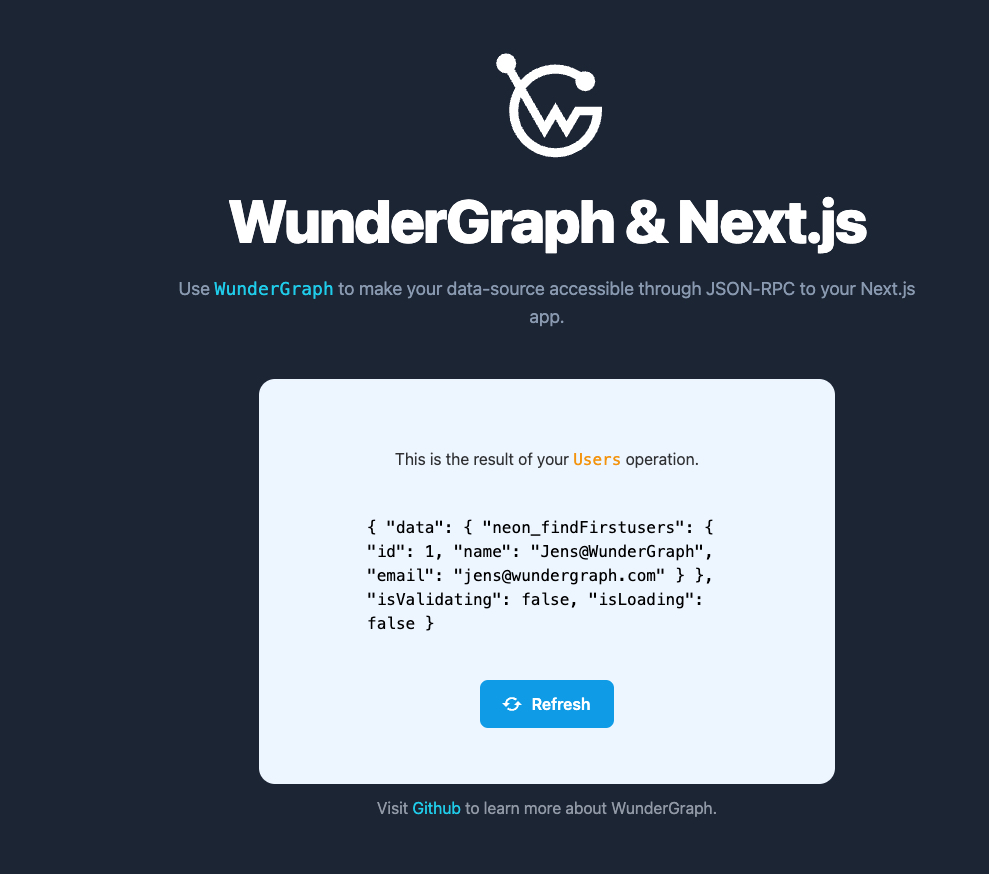 WunderGraph & Next.js
Use WunderGraph to make your data-source accessible through JSON-RPC to your Next.js
app.
This is the result of your Users operation.
{ "data": { "neon_findFirstusers": {
"id": 1, "name": "Jens@WunderGraph",
"email": "jens@wundergraph.com" } },
"isValidating": false, "isLoading":
false }
Refresh
Visit Github to learn more about WunderGraph.